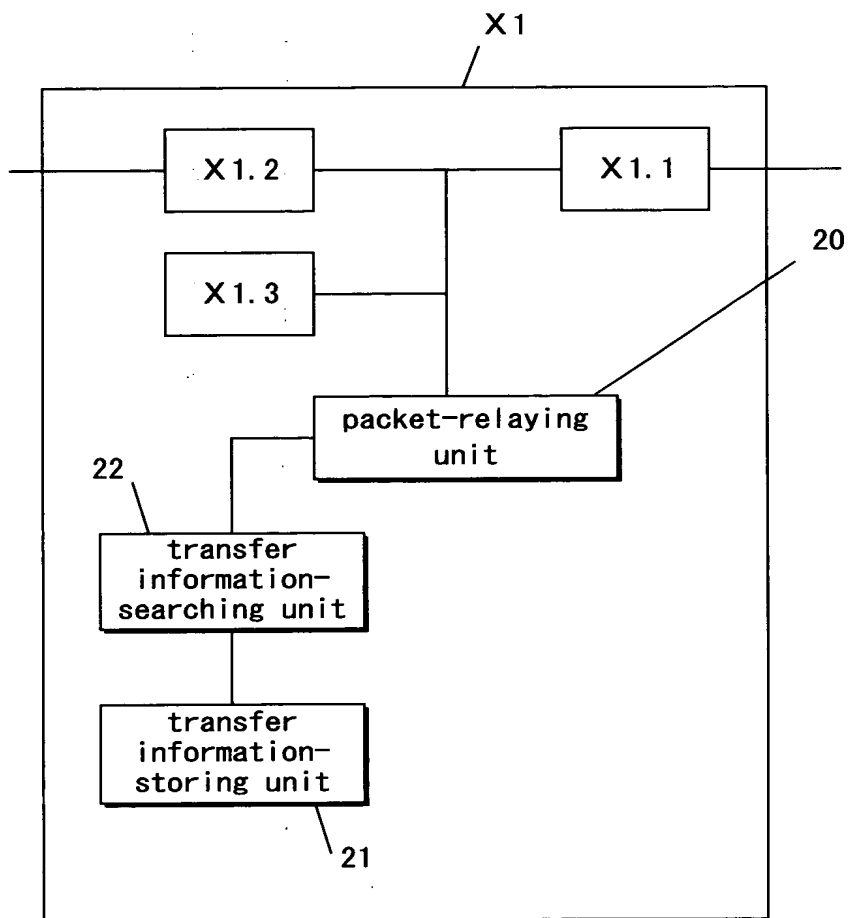 X1
X1.2
X1.1
20
X1.3
packet-relaying
unit
22
transfer
information-
searching unit
transfer
information-
storing unit
21